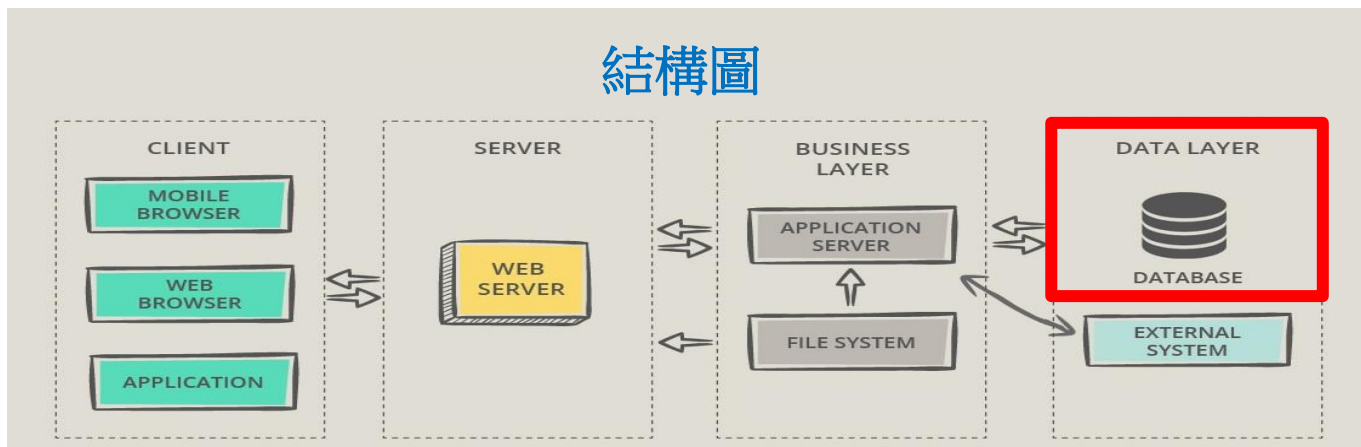 結構圖
CLIENT
MOBILE
BROWSER
WEB
BROWSER
APPLICATION
SERVER
WEB
SERVER
BUSINESS
LAYER
APPLICATION
SERVER
FILE SYSTEM
DATA LAYER
DATABASE
EXTERNAL
SYSTEM